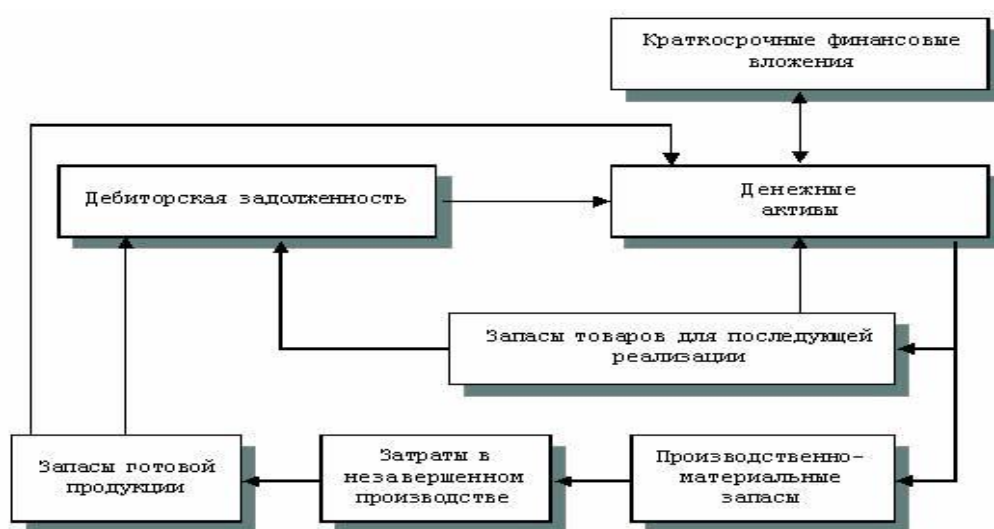 Краткосрочные финансовые
вложения
Дебиторская задолженность
Денежные
активы
Запасы товаров для последующей
реализации
Запасы готовой
продукции
Затраты в
незавершенном
производстве
Производственно-
материальные
запасы